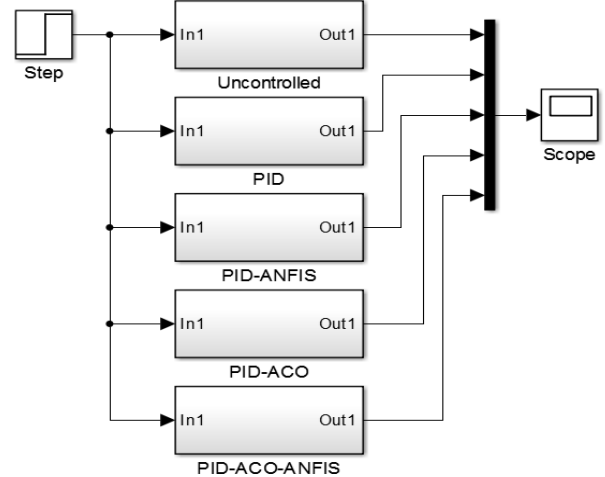 Step
In1 Out1
Uncontrolled
In1 Out1
PID
In1 Out1
PID-ANFIS
In1 Out1
PID-ACO
In1 Out1
PID-ACO-ANFIS
Scope